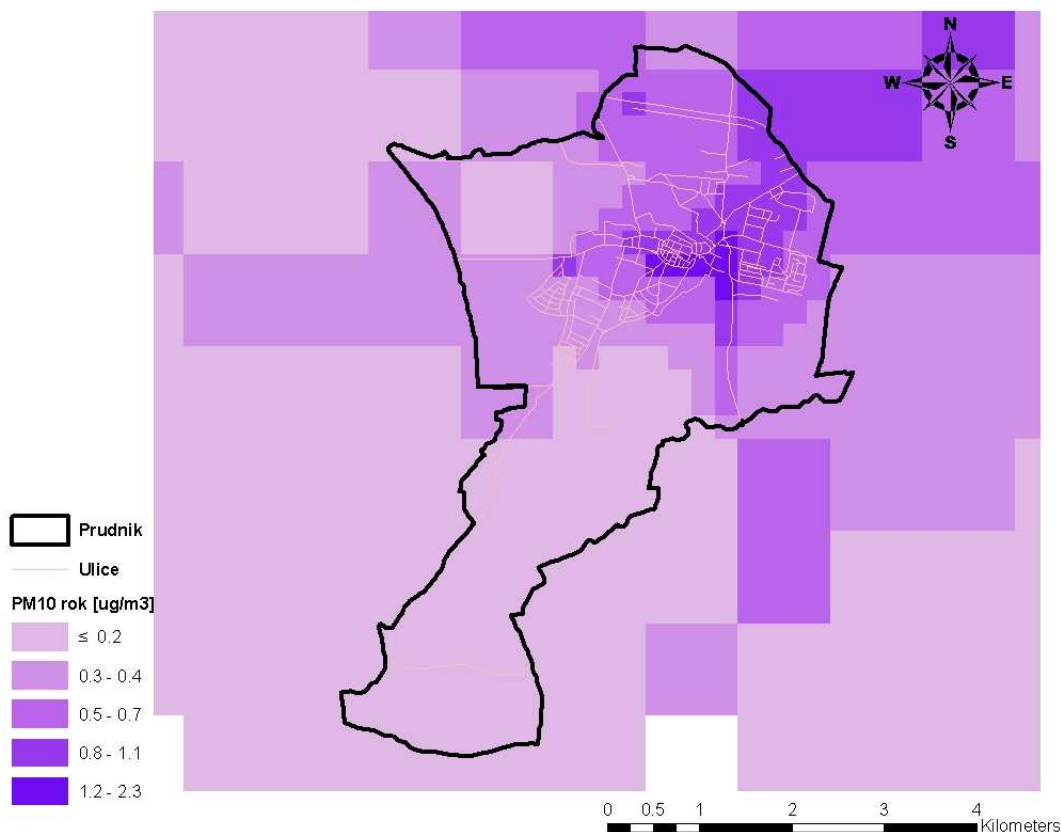 N
W E
S
Prudnik
Ulice
PM10 rok [ug/m3]
≤ 0.2
0.3 - 0.4
0.5 - 0.7
0.8 - 1.1
1.2 - 2.3
0 0.5 1 2 3 4
Kilometers